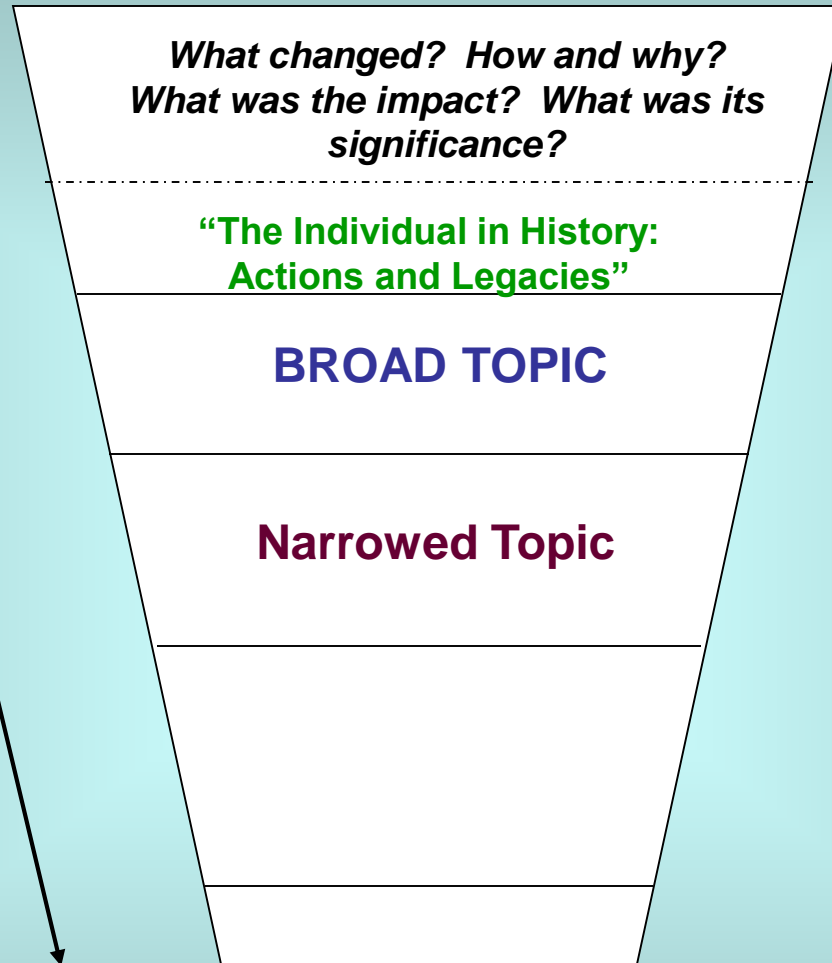 What changed?  How and why?
What was the impact?  What was its
significance?
“The Individual in History:
Actions and Legacies”
BROAD TOPIC
Narrowed Topic